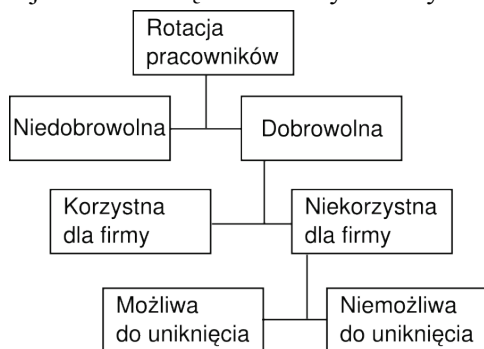 Rotacja
pracowników
Niedobrowolna
Dobrowolna
Korzystna
dla firmy
Niekorzystna
dla firmy
Możliwa
do uniknięcia
Niemożliwa
do uniknięcia